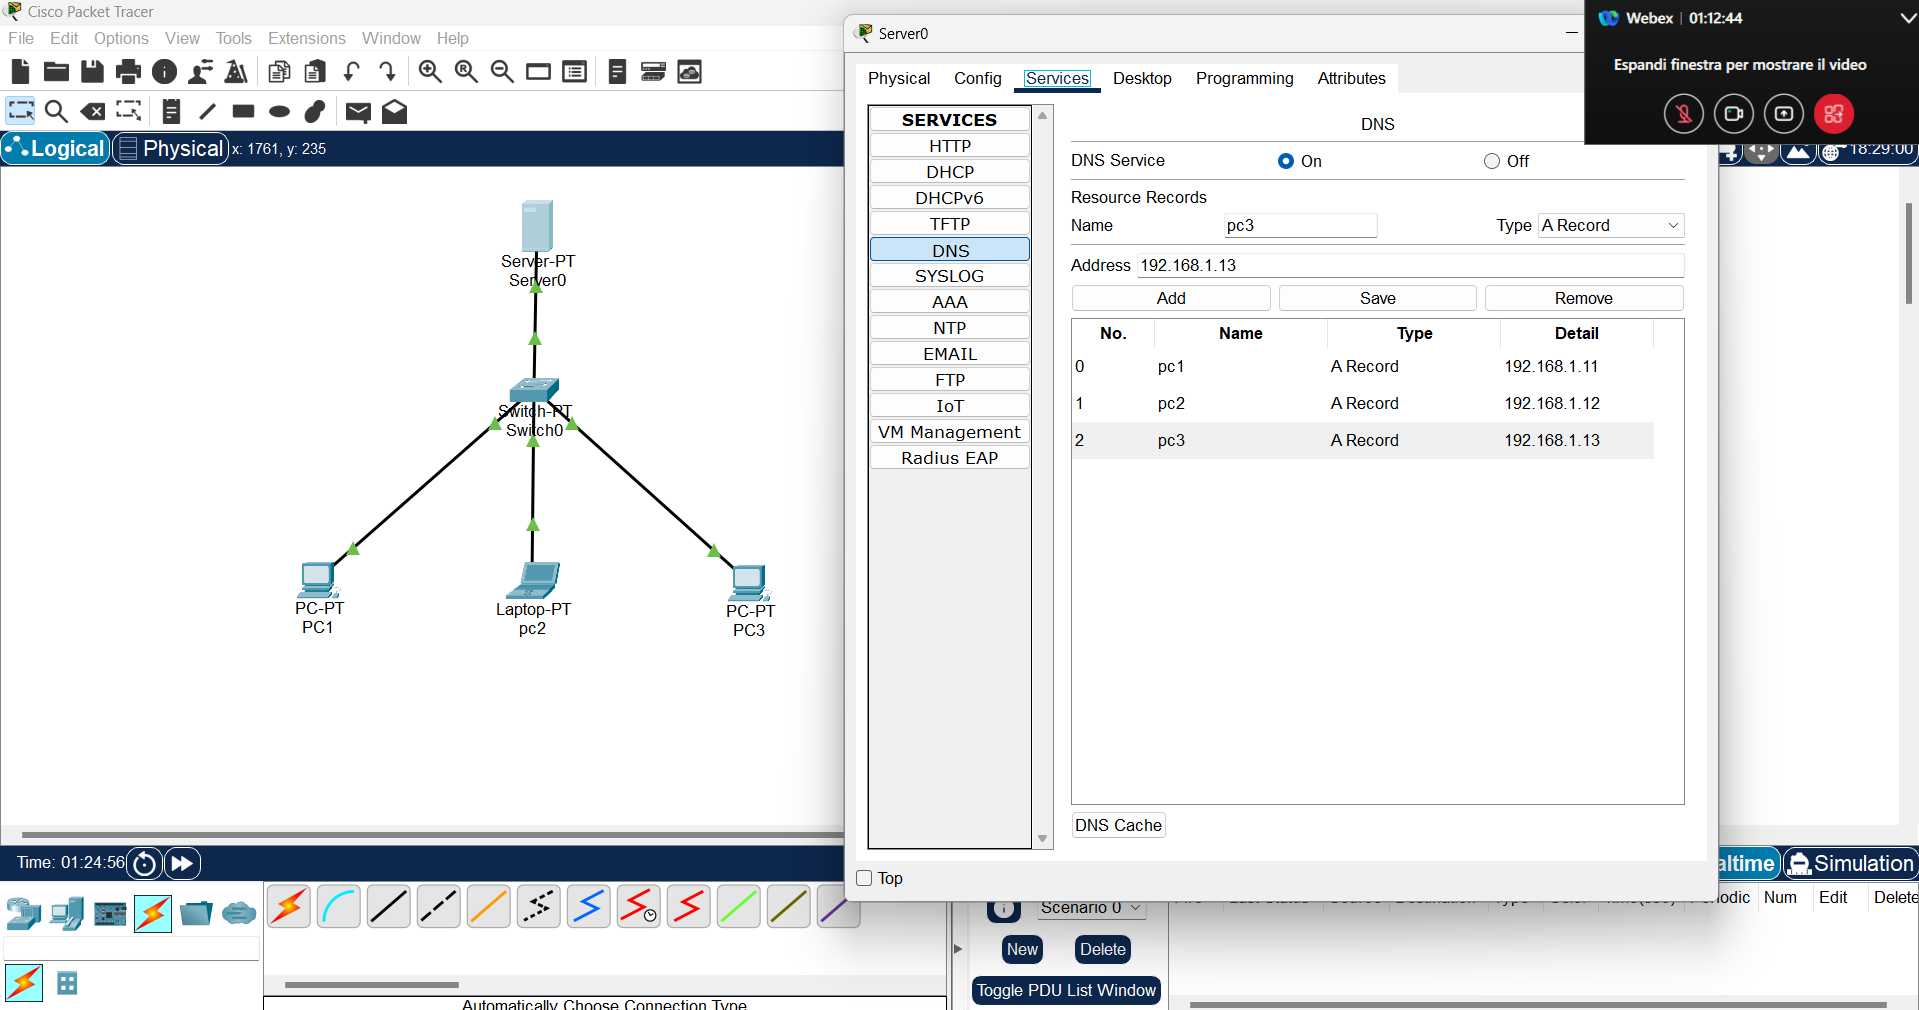 Cisco Packet Tracer
File Edit Options View Tools Extensions Window Help
Logical Physical x: 1761, y: 235
Server-PT
Server0
Switch-PT
Switch0
PC-PT
PC1
Laptop-PT
pc2
PC-PT
PC3
Server0
Physical Config Services Desktop Programming Attributes
SERVICES
HTTP
DHCP
DHCPv6
TFTP
DNS
SYSLOG
AAA
NTP
EMAIL
FTP
IoT
VM Management
Radius EAP
DNS
DNS Service On Off
Resource Records
Name pc3 Type A Record
Address 192.168.1.13
Add Save Remove
No. Name Type Detail
0 pc1 A Record 192.168.1.11
1 pc2 A Record 192.168.1.12
2 pc3 A Record 192.168.1.13
DNS Cache
Top
Webex | 01:12:44
Espandi finestra per mostrare il video
18:29:00
Time: 01:24:56
altime Simulation
Scenario 0
odic Num Edit Delete
New Delete
Toggle PDU List Window
Automatically Choose Connection Type